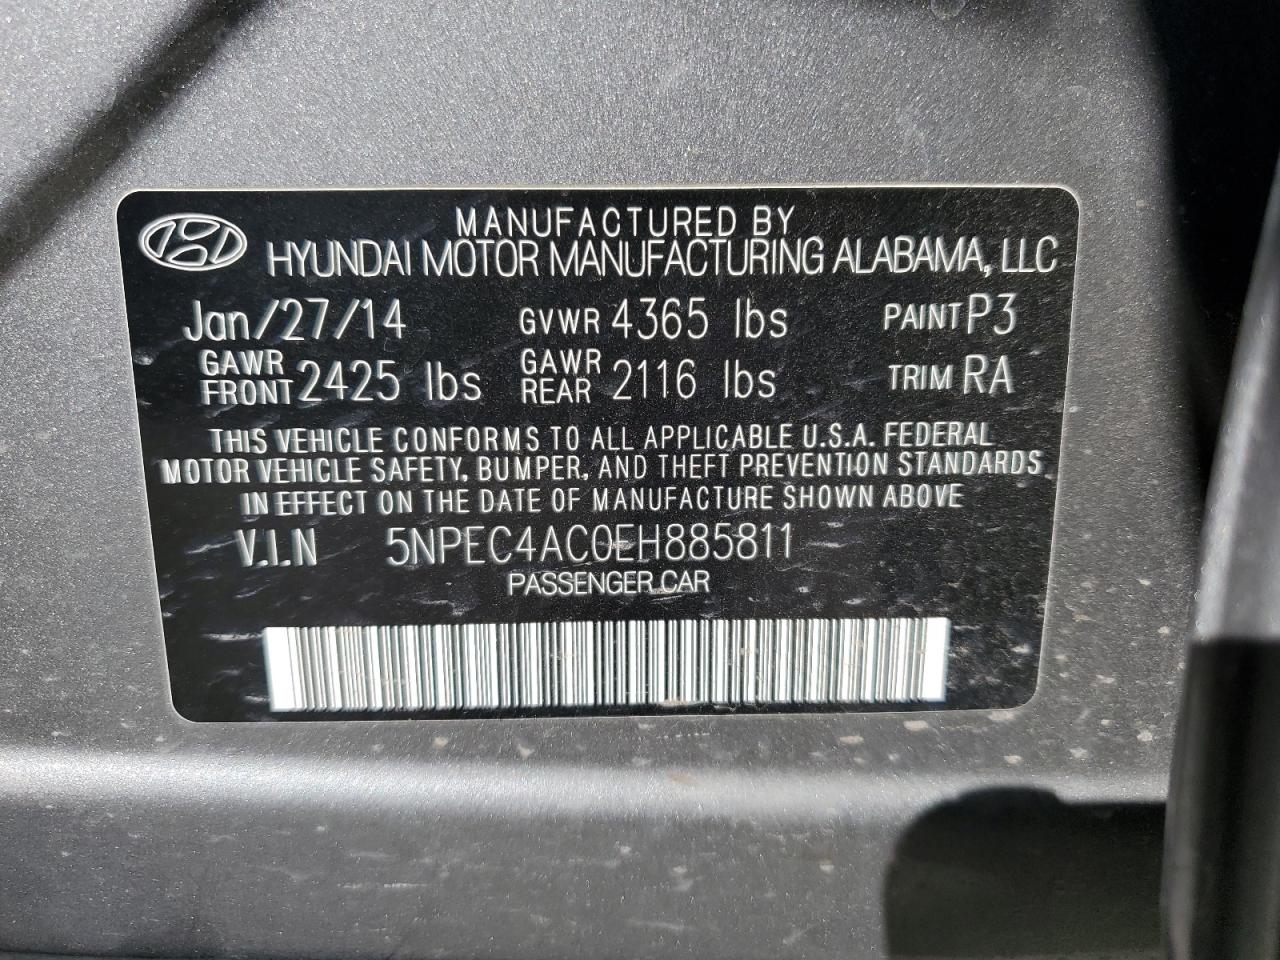 MANUFACTURED BY
HYUNDAI MOTOR MANUFACTURING ALABAMA, LLC
Jan/27/14 GVWR 4365 lbs PAINT P3
GAWR FRONT 2425 lbs GAWR REAR 2116 lbs TRIM RA
THIS VEHICLE CONFORMS TO ALL APPLICABLE U.S.A. FEDERAL
MOTOR VEHICLE SAFETY, BUMPER, AND THEFT PREVENTION STANDARDS
IN EFFECT ON THE DATE OF MANUFACTURE SHOWN ABOVE
V.I.N 5NPEC4AC0EH885811
PASSENGER CAR